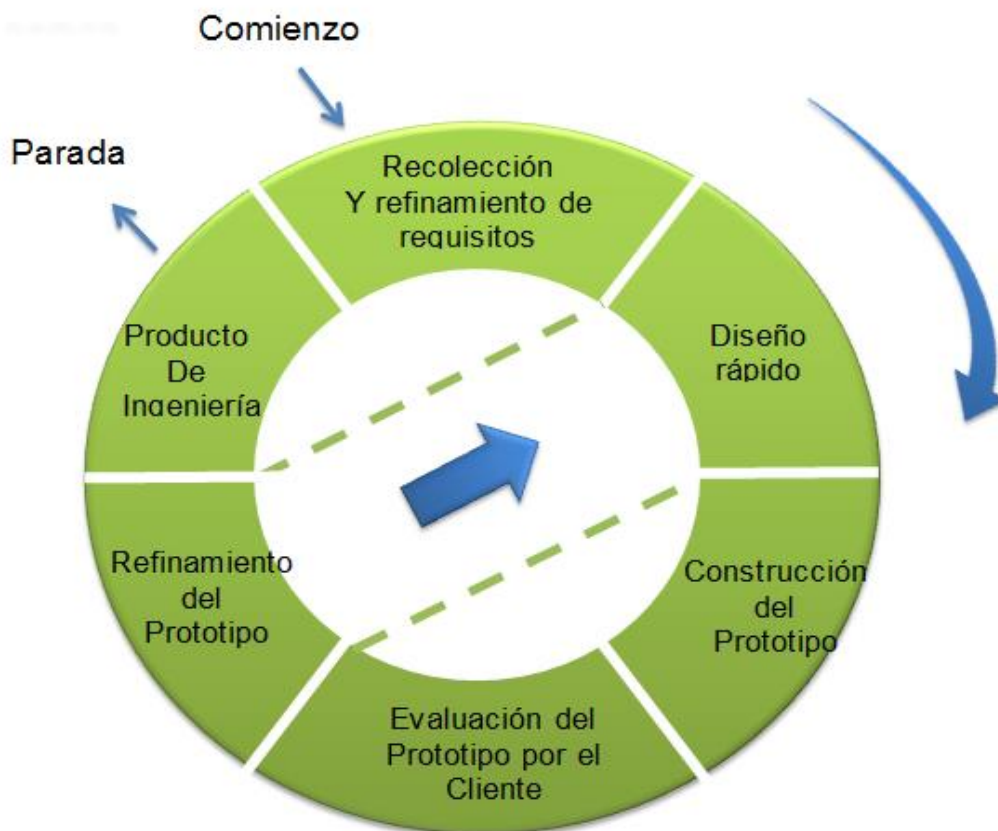 Comienzo
Parada
Recolección
Y refinamiento de
requisitos
Diseño
rápido
Construcción
del
Prototipo
Evaluación del
Prototipo por el
Cliente
Refinamiento
del
Prototipo
Producto
De
Ingeniería